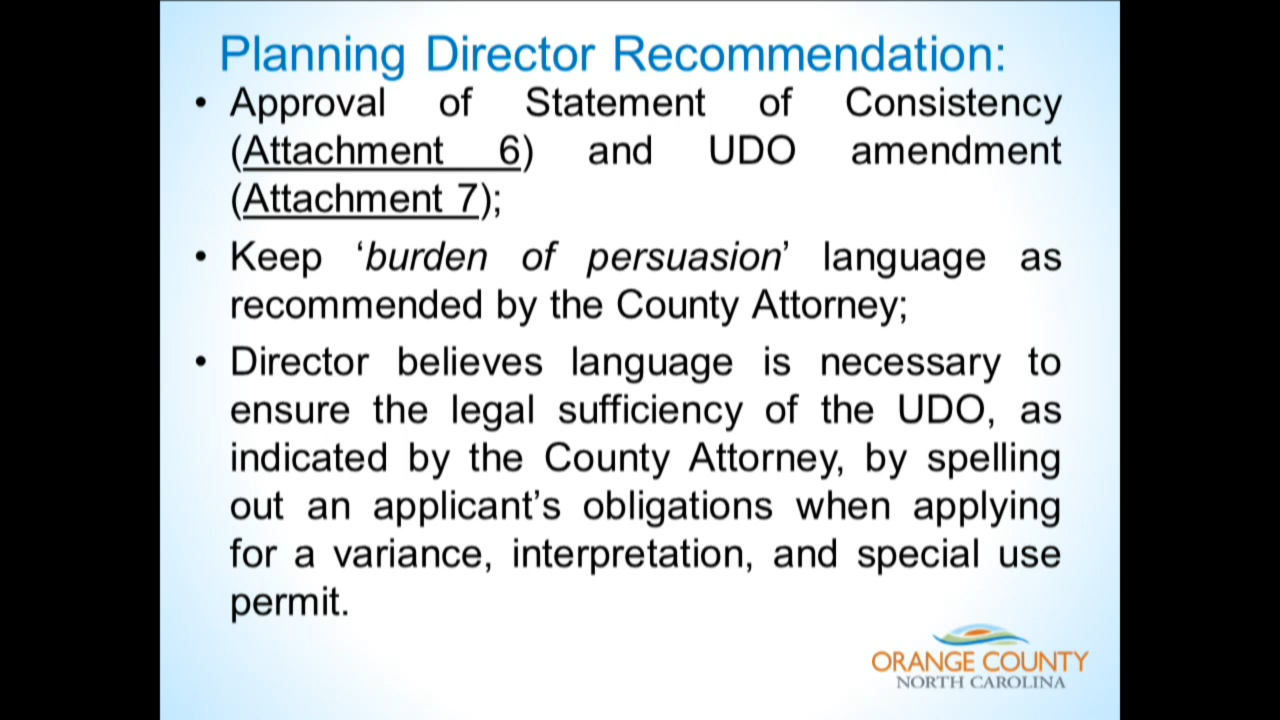 Planning Director Recommendation:
• Approval of Statement of Consistency
(Attachment 6) and UDO amendment
(Attachment 7);
• Keep ‘burden of persuasion’ language as
recommended by the County Attorney;
• Director believes language is necessary to
ensure the legal sufficiency of the UDO, as
indicated by the County Attorney, by spelling
out an applicant’s obligations when applying
for a variance, interpretation, and special use
permit.
ORANGE COUNTY
NORTH CAROLINA